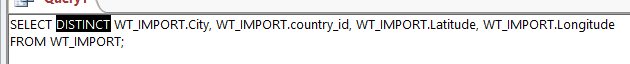 Query1
SELECT DISTINCT WT_IMPORT.City, WT_IMPORT.country_id, WT_IMPORT.Latitude, WT_IMPORT.Longitude
FROM WT_IMPORT;